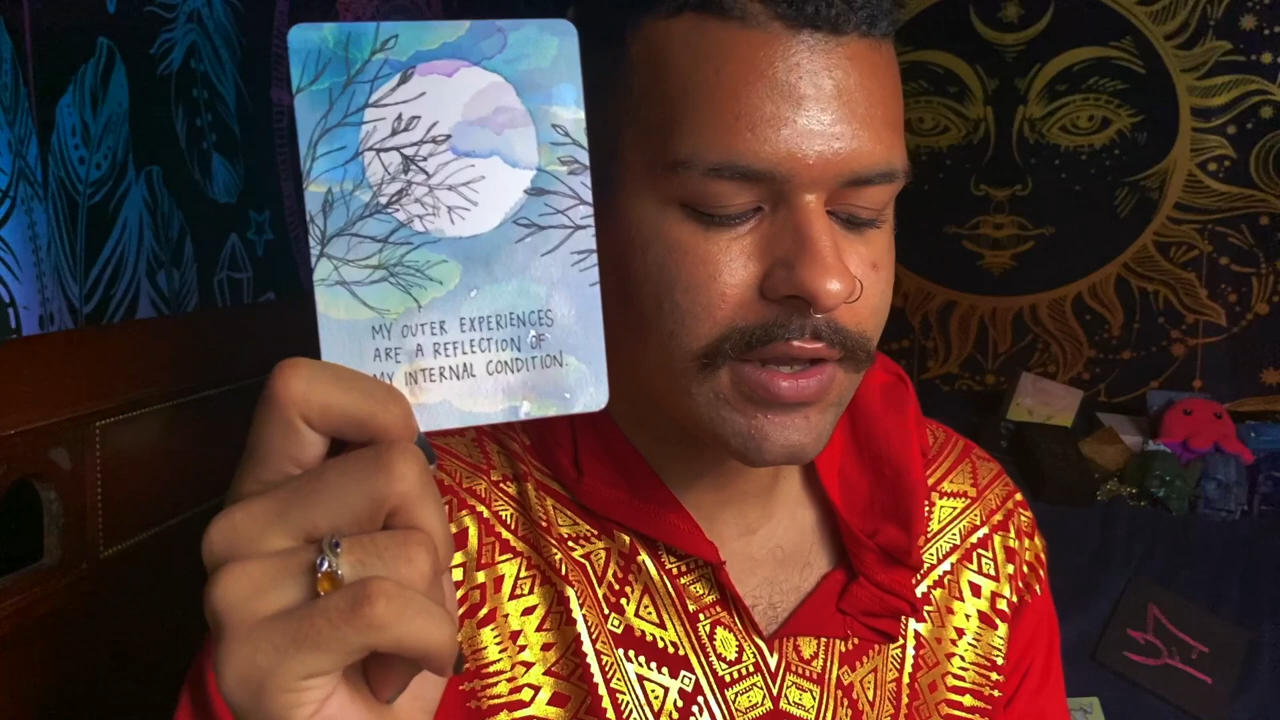 MY OUTER EXPERIENCES
ARE A REFLECTION OF
MY INTERNAL CONDITION.